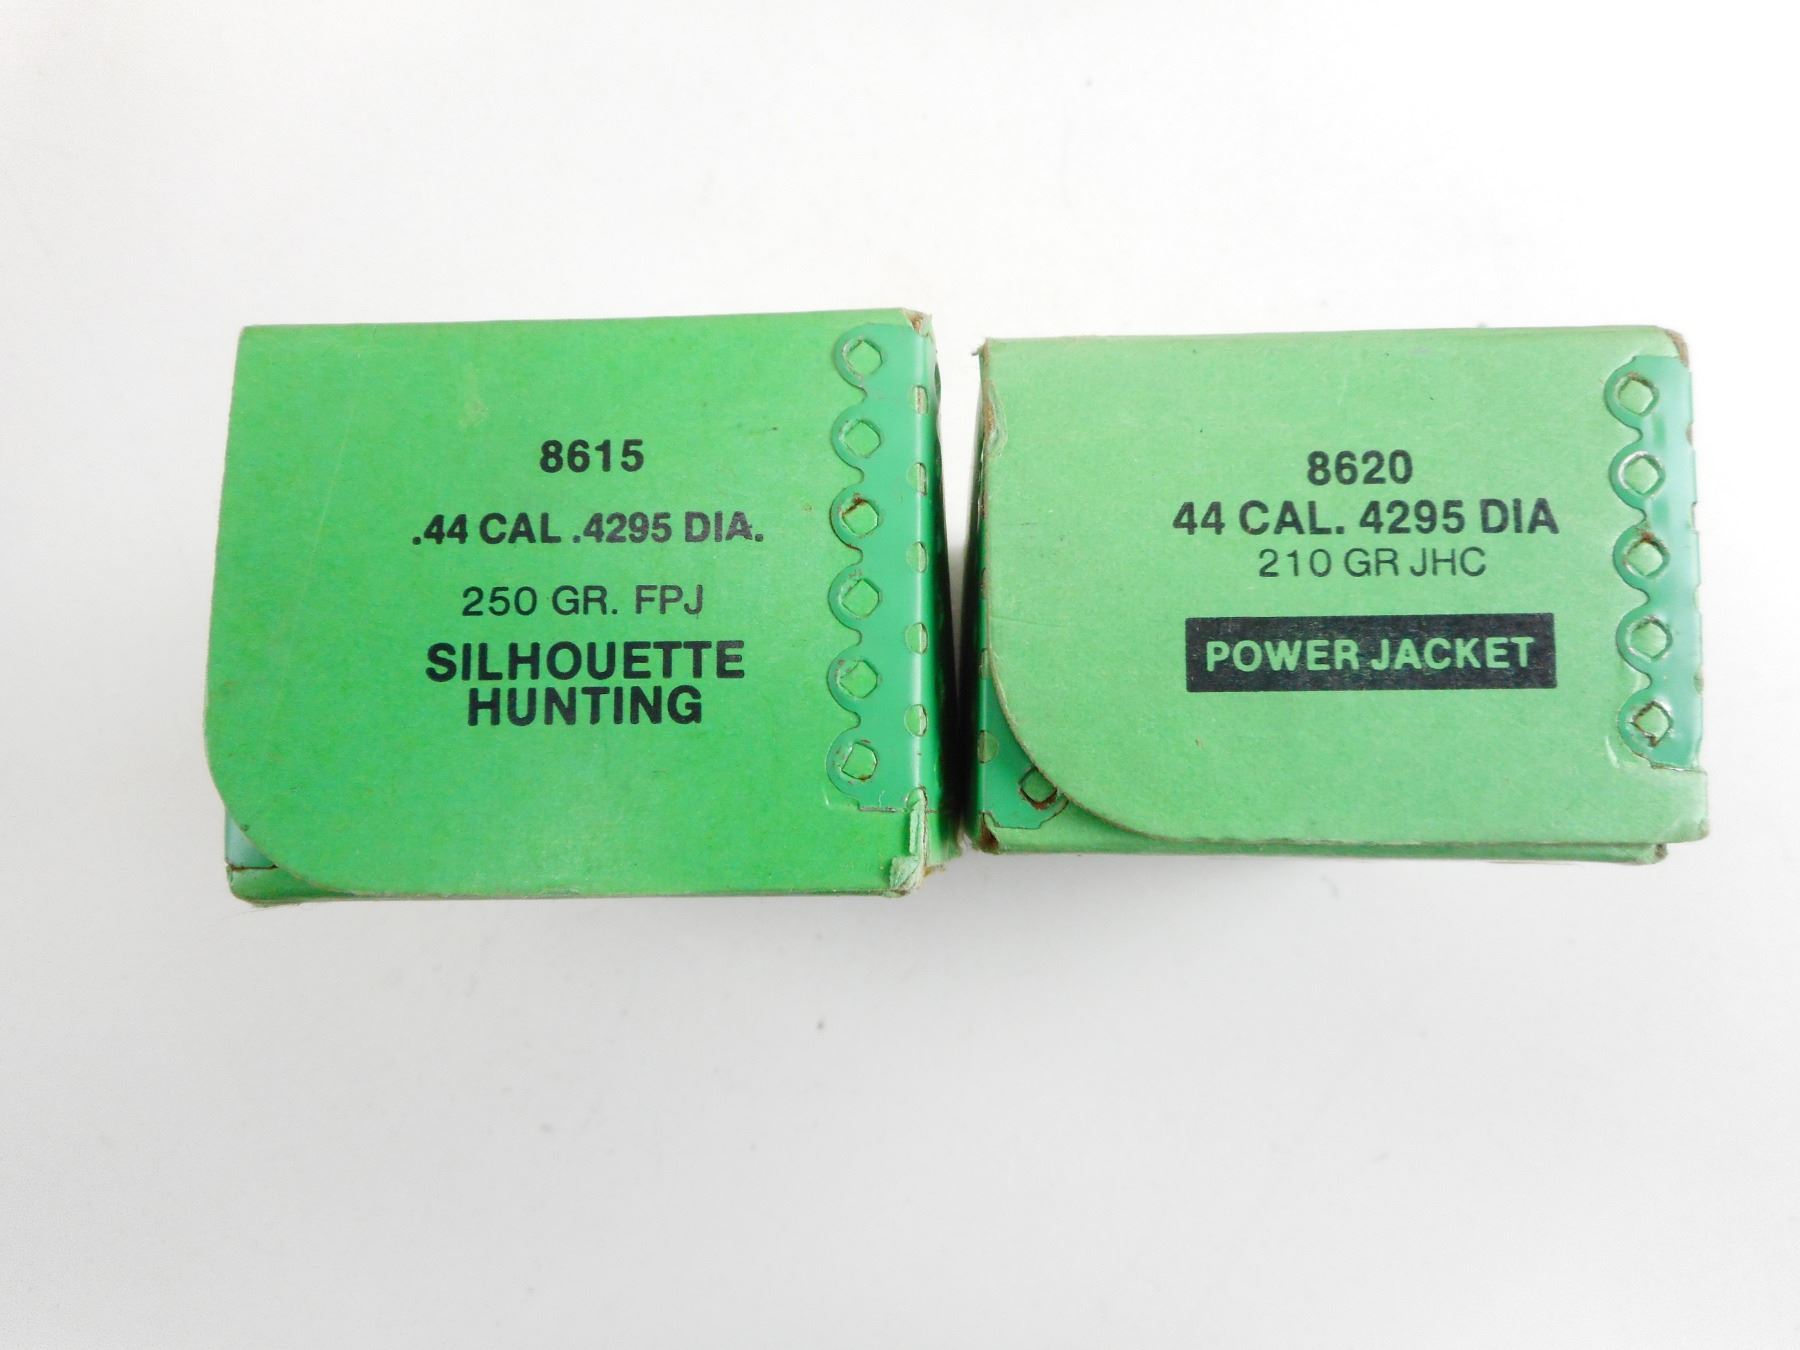 8615
.44 CAL .4295 DIA.
250 GR. FPJ
SILHOUETTE
HUNTING
8620
44 CAL. 4295 DIA
210 GR JHC
POWER JACKET